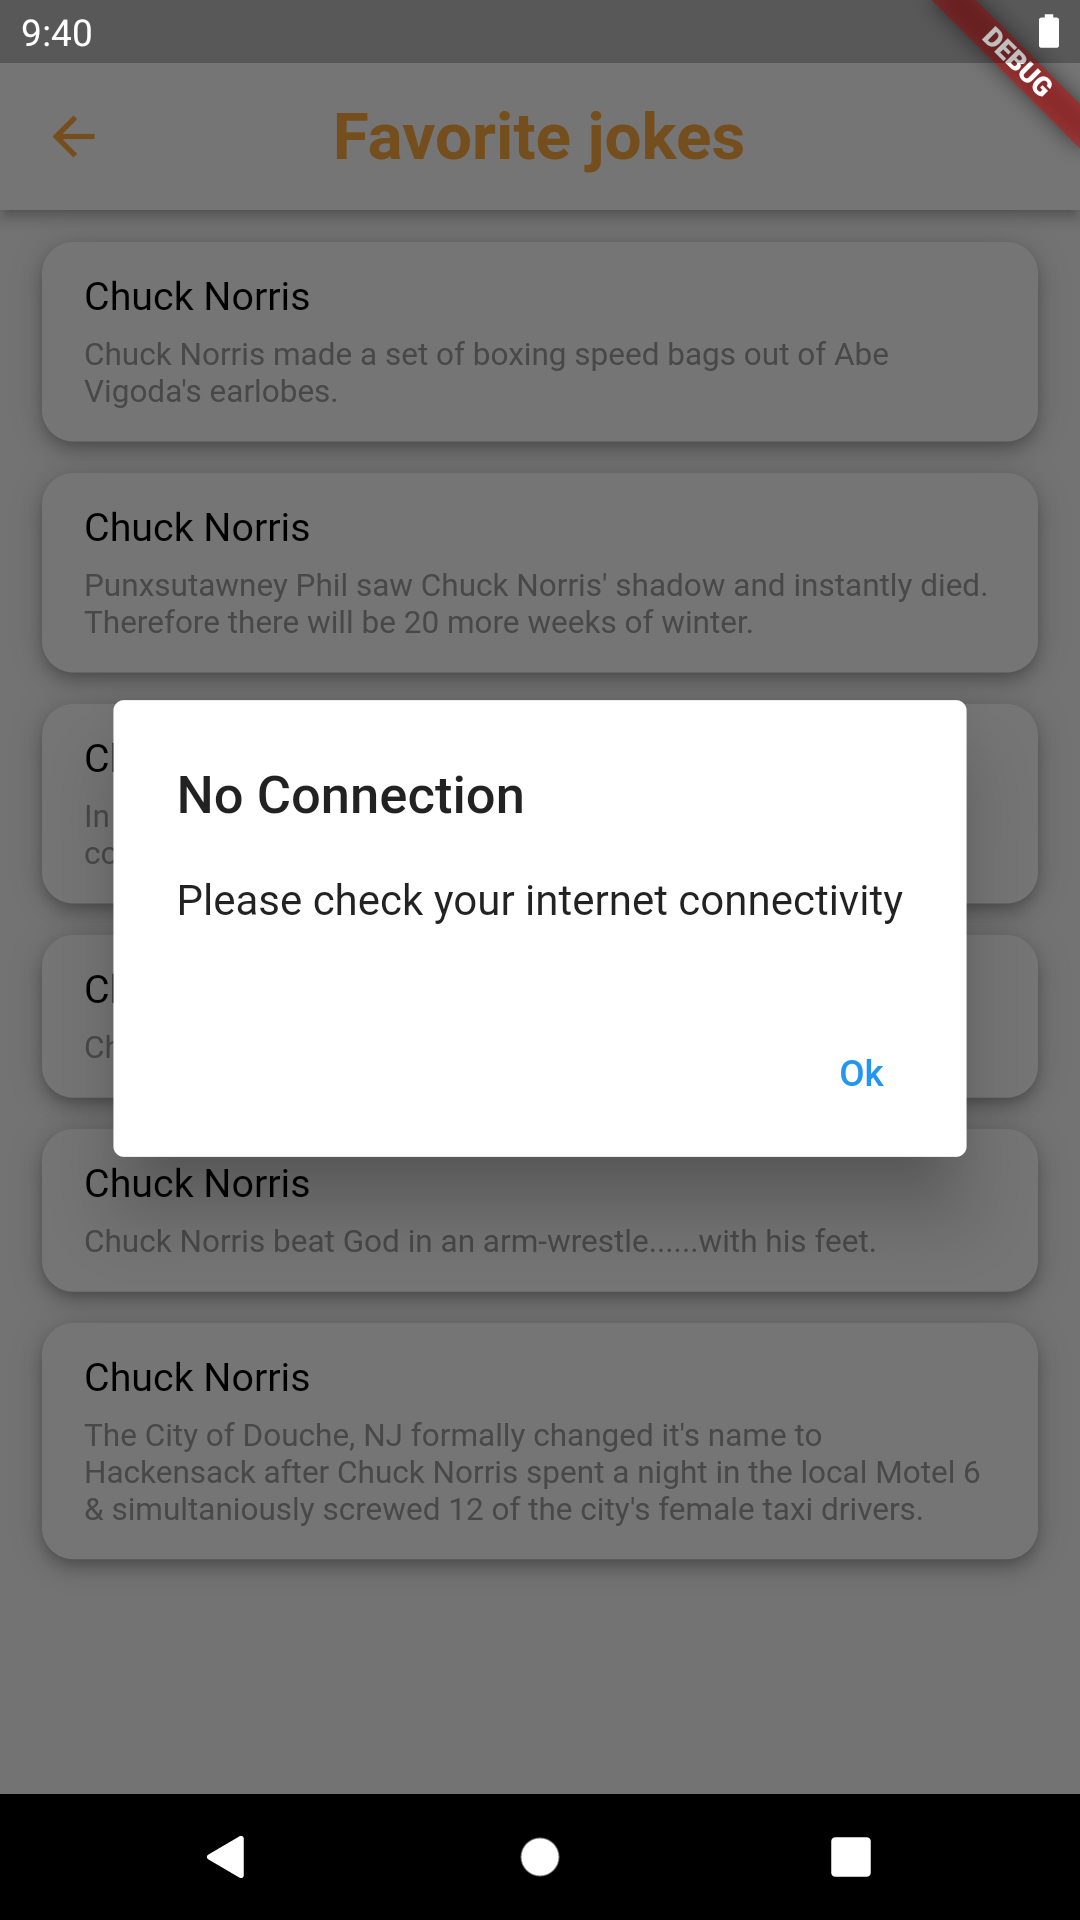 9:40
DEBUG
Favorite jokes
Chuck Norris
Chuck Norris made a set of boxing speed bags out of Abe
Vigoda's earlobes.
Chuck Norris
Punxsutawney Phil saw Chuck Norris' shadow and instantly died.
Therefore there will be 20 more weeks of winter.
In
No Connection
Please check your internet connectivity
Ok
Chuck Norris
Chuck Norris beat God in an arm-wrestle......with his feet.
Chuck Norris
The City of Douche, NJ formally changed it's name to
Hackensack after Chuck Norris spent a night in the local Motel 6
& simultaniously screwed 12 of the city's female taxi drivers.